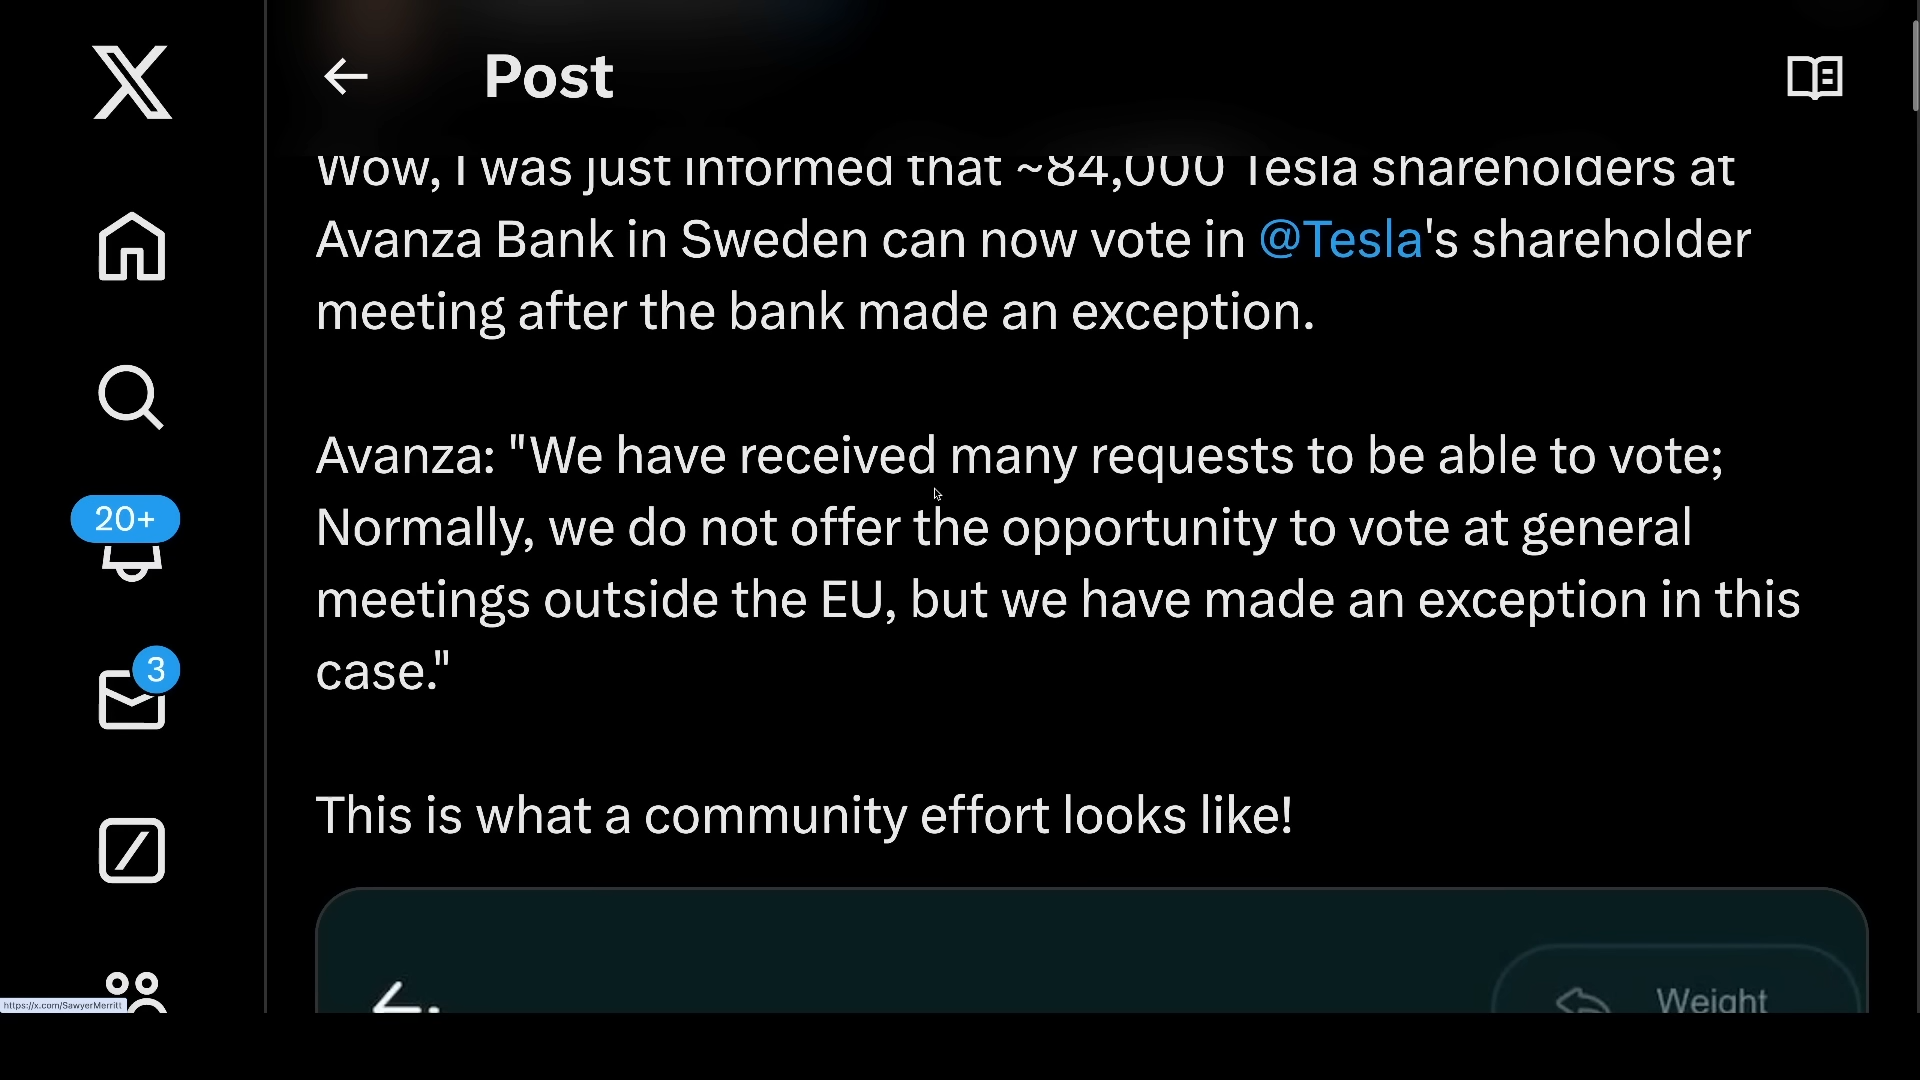 Post
Wow, I was just informed that ~84,000 Tesla shareholders at
Avanza Bank in Sweden can now vote in @Tesla's shareholder
meeting after the bank made an exception.
Avanza: "We have received many requests to be able to vote;
Normally, we do not offer the opportunity to vote at general
meetings outside the EU, but we have made an exception in this
case."
This is what a community effort looks like!
20+
3
Weight
https://x.com/SawyerMerritt